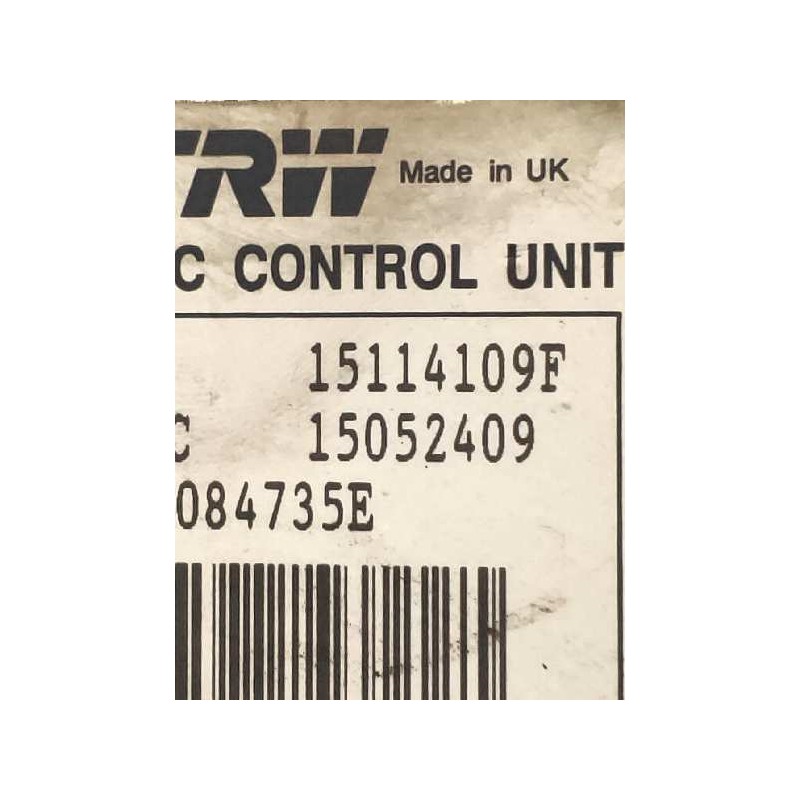 TRW Made in UK
C CONTROL UNIT
15114109F
C 15052409
084735E